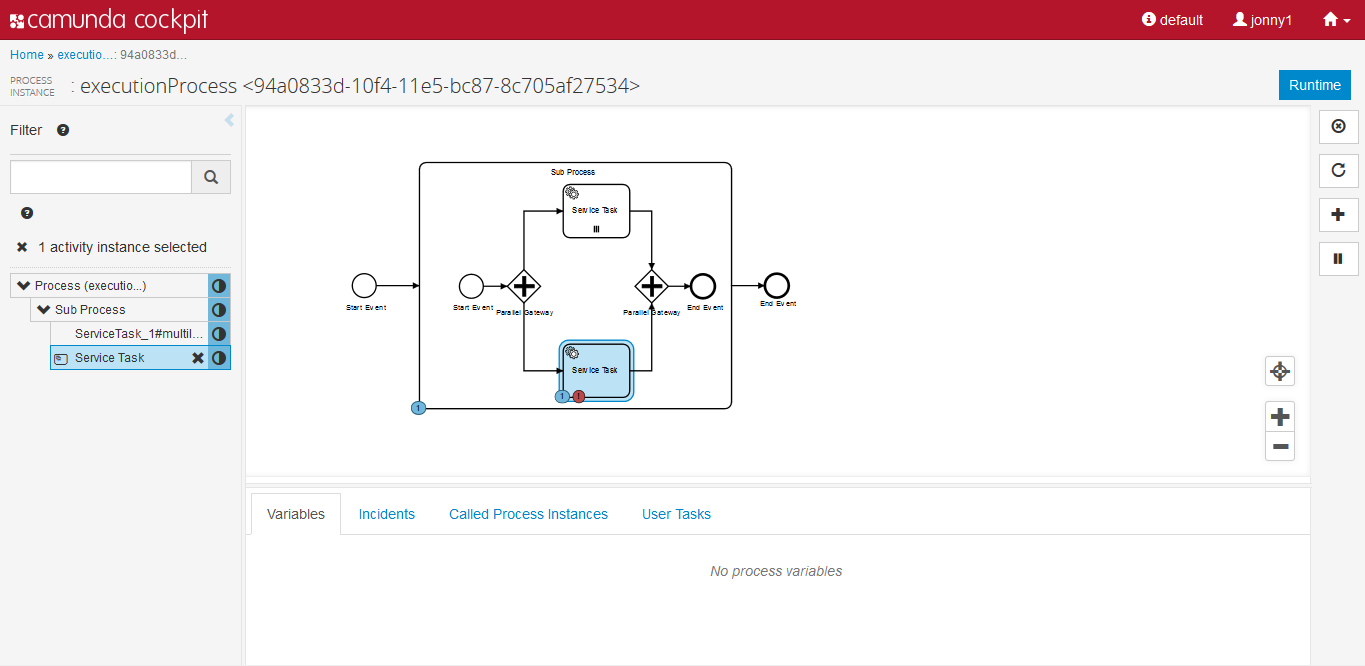 camunda cockpit
default
jonny1
Home » executio...: 94a0833d...
PROCESS INSTANCE
: executionProcess <94a0833d-10f4-11e5-bc87-8c705af27534>
Runtime
Filter
1 activity instance selected
Process (executio...)
Sub Process
ServiceTask_1#multiI...
Service Task
Sub Process
Service Task
Start Event
Start Event
Parallel Gateway
Parallel Gateway
End Event
End Event
Service Task
1
!
1
Variables
Incidents
Called Process Instances
User Tasks
No process variables